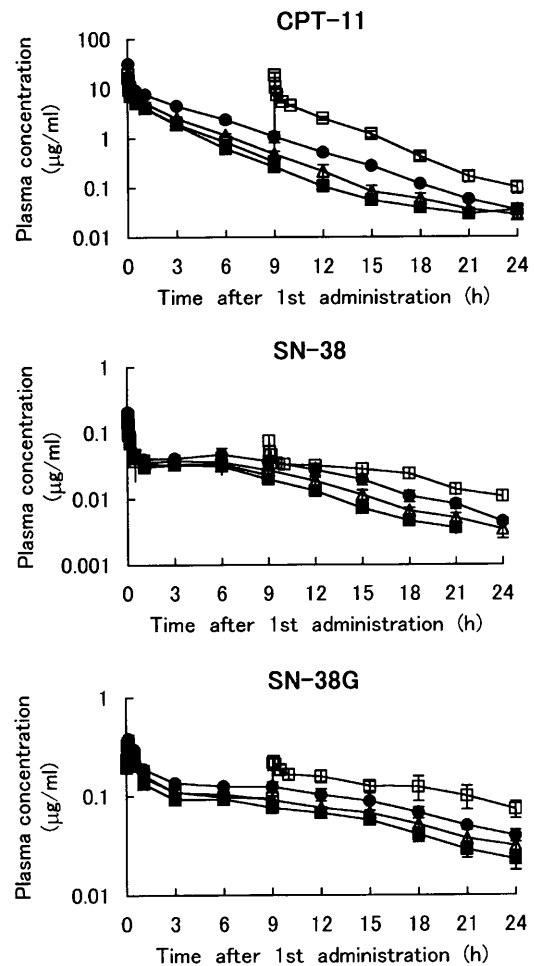 CPT-11
Plasma concentration
(μg/ml)
100
10
1
0.1
0.01
0 3 6 9 12 15 18 21 24
Time after 1st administration (h)
SN-38
Plasma concentration
(μg/ml)
1
0.1
0.01
0.001
0 3 6 9 12 15 18 21 24
Time after 1st administration (h)
SN-38G
Plasma concentration
(μg/ml)
1
0.1
0.01
0 3 6 9 12 15 18 21 24
Time after 1st administration (h)